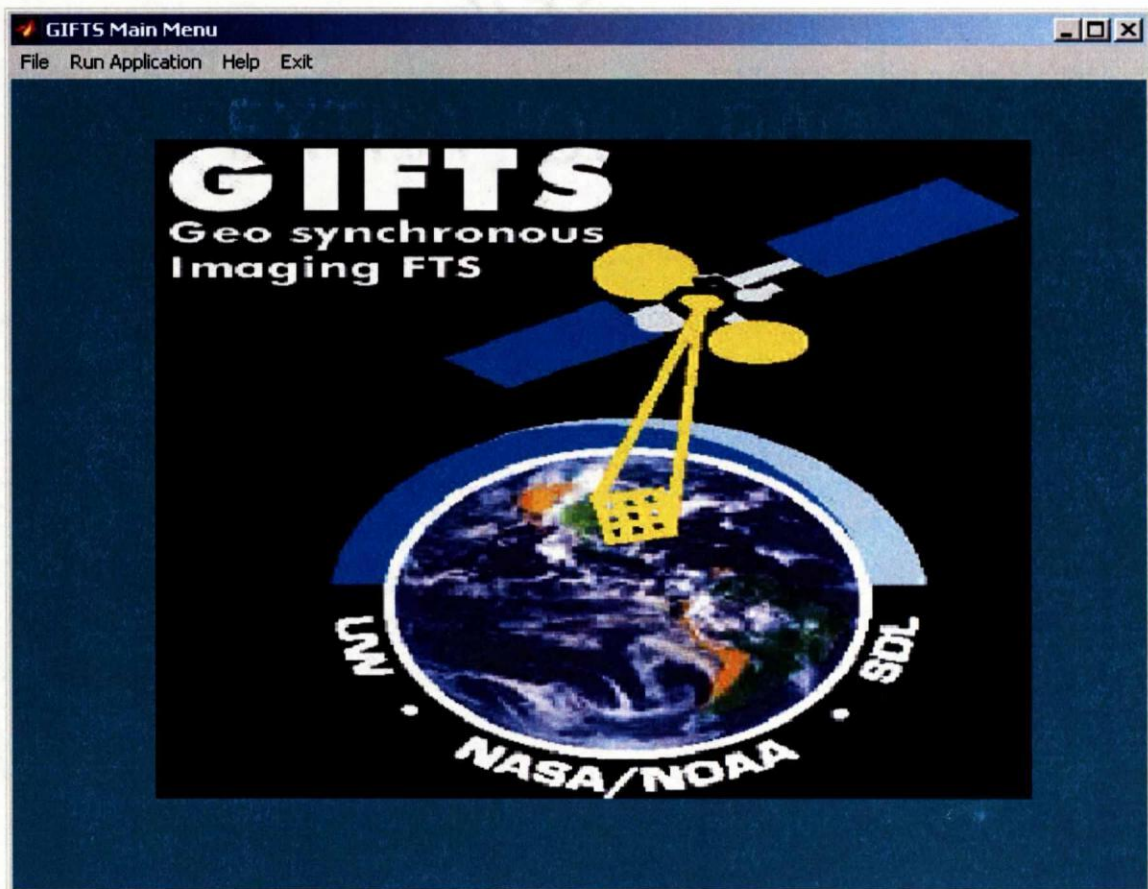 GIFTS Main Menu
File Run Application Help Exit
GIFTS
Geo synchronous
Imaging FTS
UW • NASA/NOAA • SDL